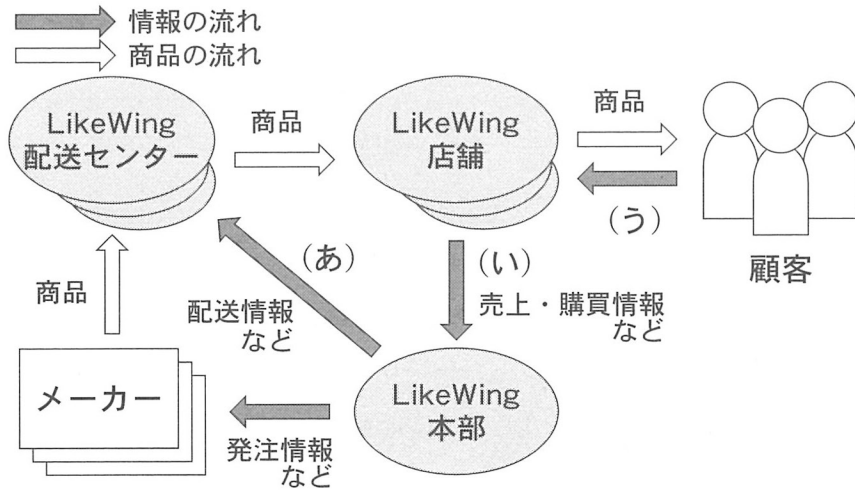 情報の流れ
商品の流れ
LikeWing
配送センター
商品
LikeWing
店舗
商品
(う)
顧客
(あ)
(い)
商品
配送情報
など
売上・購買情報
など
メーカー
発注情報
など
LikeWing
本部